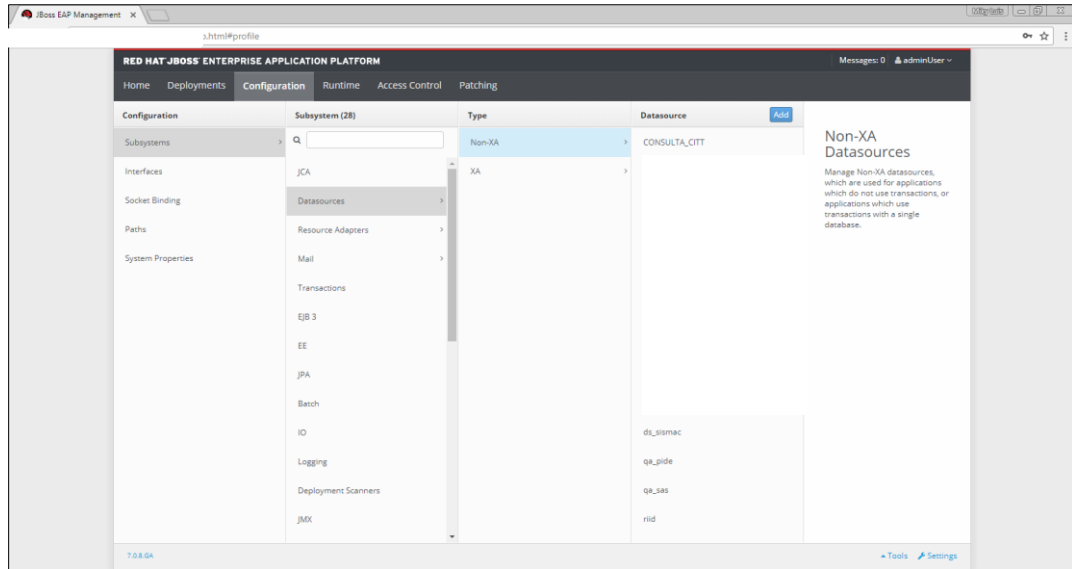 JBoss EAP Management
s.html#profile
RED HAT JBOSS ENTERPRISE APPLICATION PLATFORM
Messages: 0 adminUser
Home Deployments Configuration Runtime Access Control Patching
Configuration
Subsystems
Interfaces
Socket Binding
Paths
System Properties
Subsystem (28)
JCA
Datasources
Resource Adapters
Mail
Transactions
EJB 3
EE
JPA
Batch
IO
Logging
Deployment Scanners
JMX
Type
Non-XA
XA
Datasource Add
CONSULTA_CITT
ds_sismac
qa_pide
qa_sas
riid
Non-XA
Datasources
Manage Non-XA datasources,
which are used for applications
which do not use transactions, or
applications which use
transactions with a single
database.
7.0.8.GA
Tools Settings